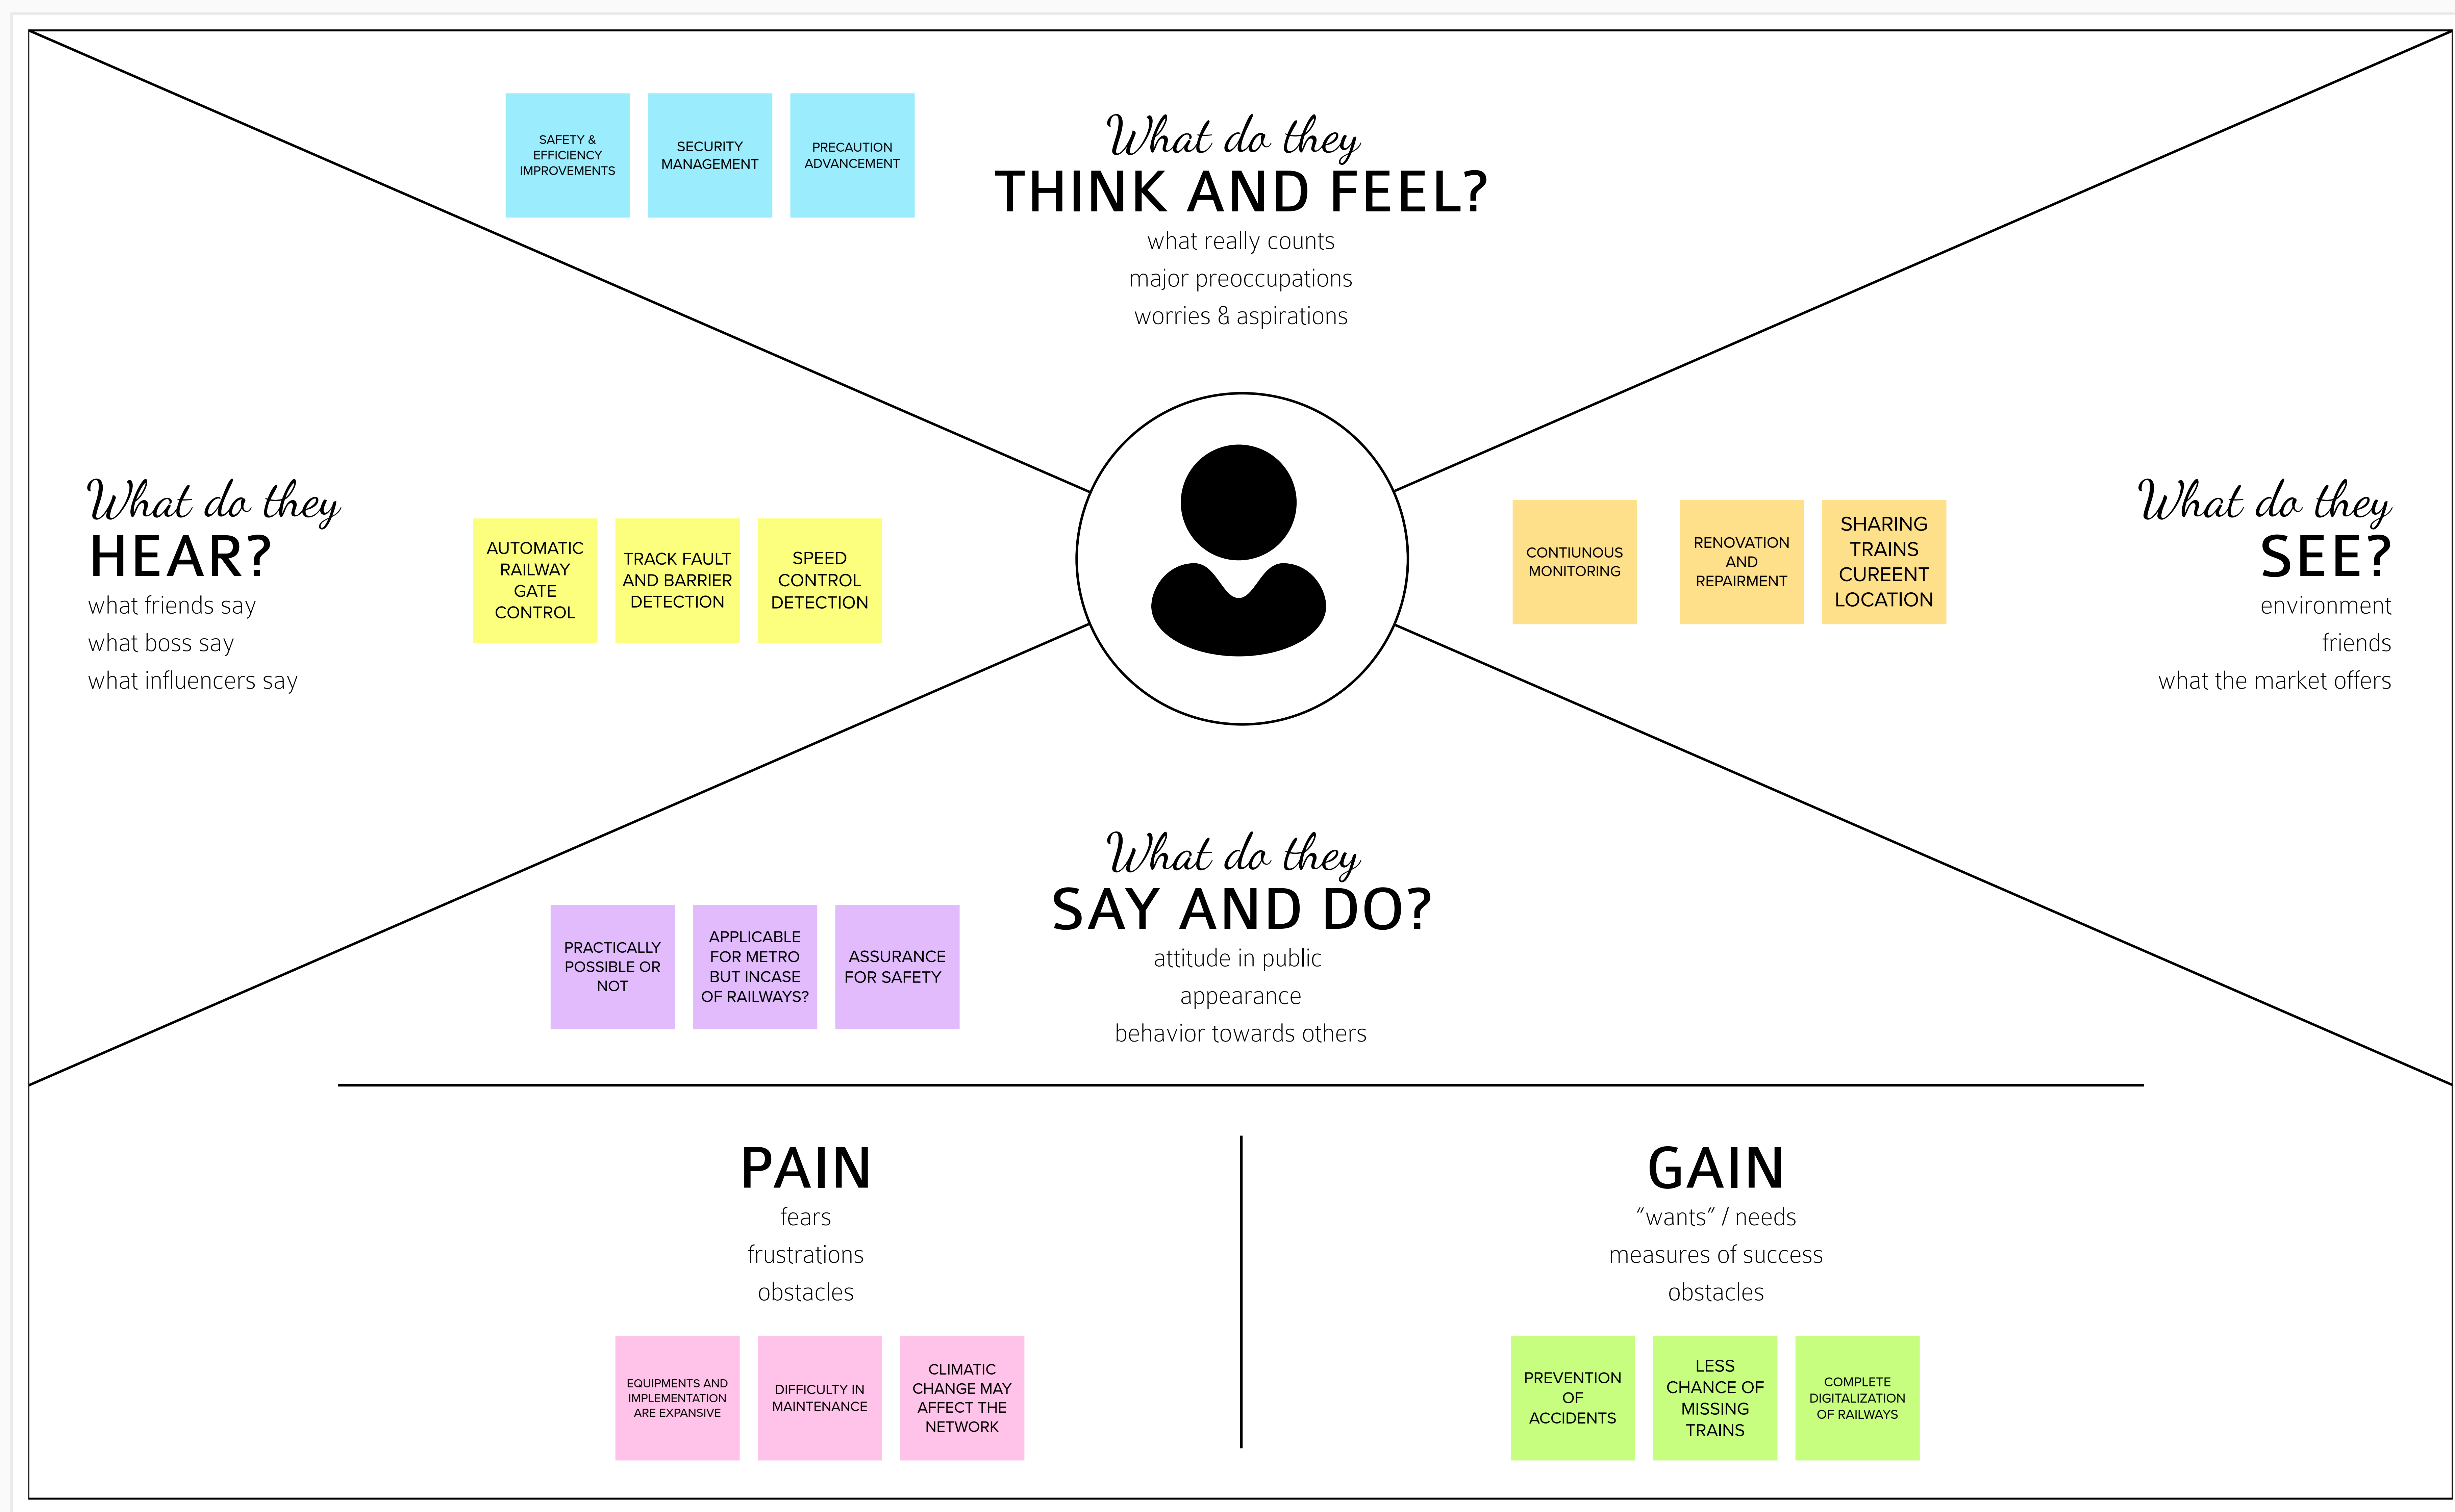 What do they
THINK AND FEEL?
what really counts
major preoccupations
worries & aspirations
SAFETY &
EFFICIENCY
IMPROVEMENTS
SECURITY
MANAGEMENT
PRECAUTION
ADVANCEMENT
What do they
HEAR?
what friends say
what boss say
what influencers say
AUTOMATIC
RAILWAY
GATE
CONTROL
TRACK FAULT
AND BARRIER
DETECTION
SPEED
CONTROL
DETECTION
CONTIUNOUS
MONITORING
RENOVATION
AND
REPAIRMENT
SHARING
TRAINS
CUREENT
LOCATION
What do they
SEE?
environment
friends
what the market offers
What do they
SAY AND DO?
attitude in public
appearance
behavior towards others
PRACTICALLY
POSSIBLE OR
NOT
APPLICABLE
FOR METRO
BUT INCASE
OF RAILWAYS?
ASSURANCE
FOR SAFETY
PAIN
fears
frustrations
obstacles
EQUIPMENTS AND
IMPLEMENTATION
ARE EXPANSIVE
DIFFICULTY IN
MAINTENANCE
CLIMATIC
CHANGE MAY
AFFECT THE
NETWORK
GAIN
“wants” / needs
measures of success
obstacles
PREVENTION
OF
ACCIDENTS
LESS
CHANCE OF
MISSING
TRAINS
COMPLETE
DIGITALIZATION
OF RAILWAYS